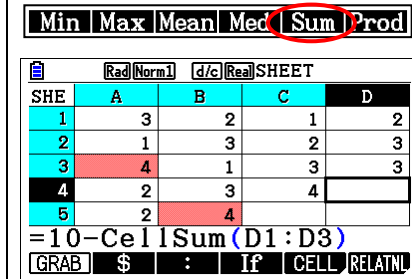 Min Max Mean Med Sum Prod
Rad Norm1 d/c Real SHEET
SHE A B C D
1 3 2 1 2
2 1 3 2 3
3 4 1 3 3
4 2 3 4
5 2 4
=10-CellSum(D1:D3)
GRAB $ : If CELL RELATNL